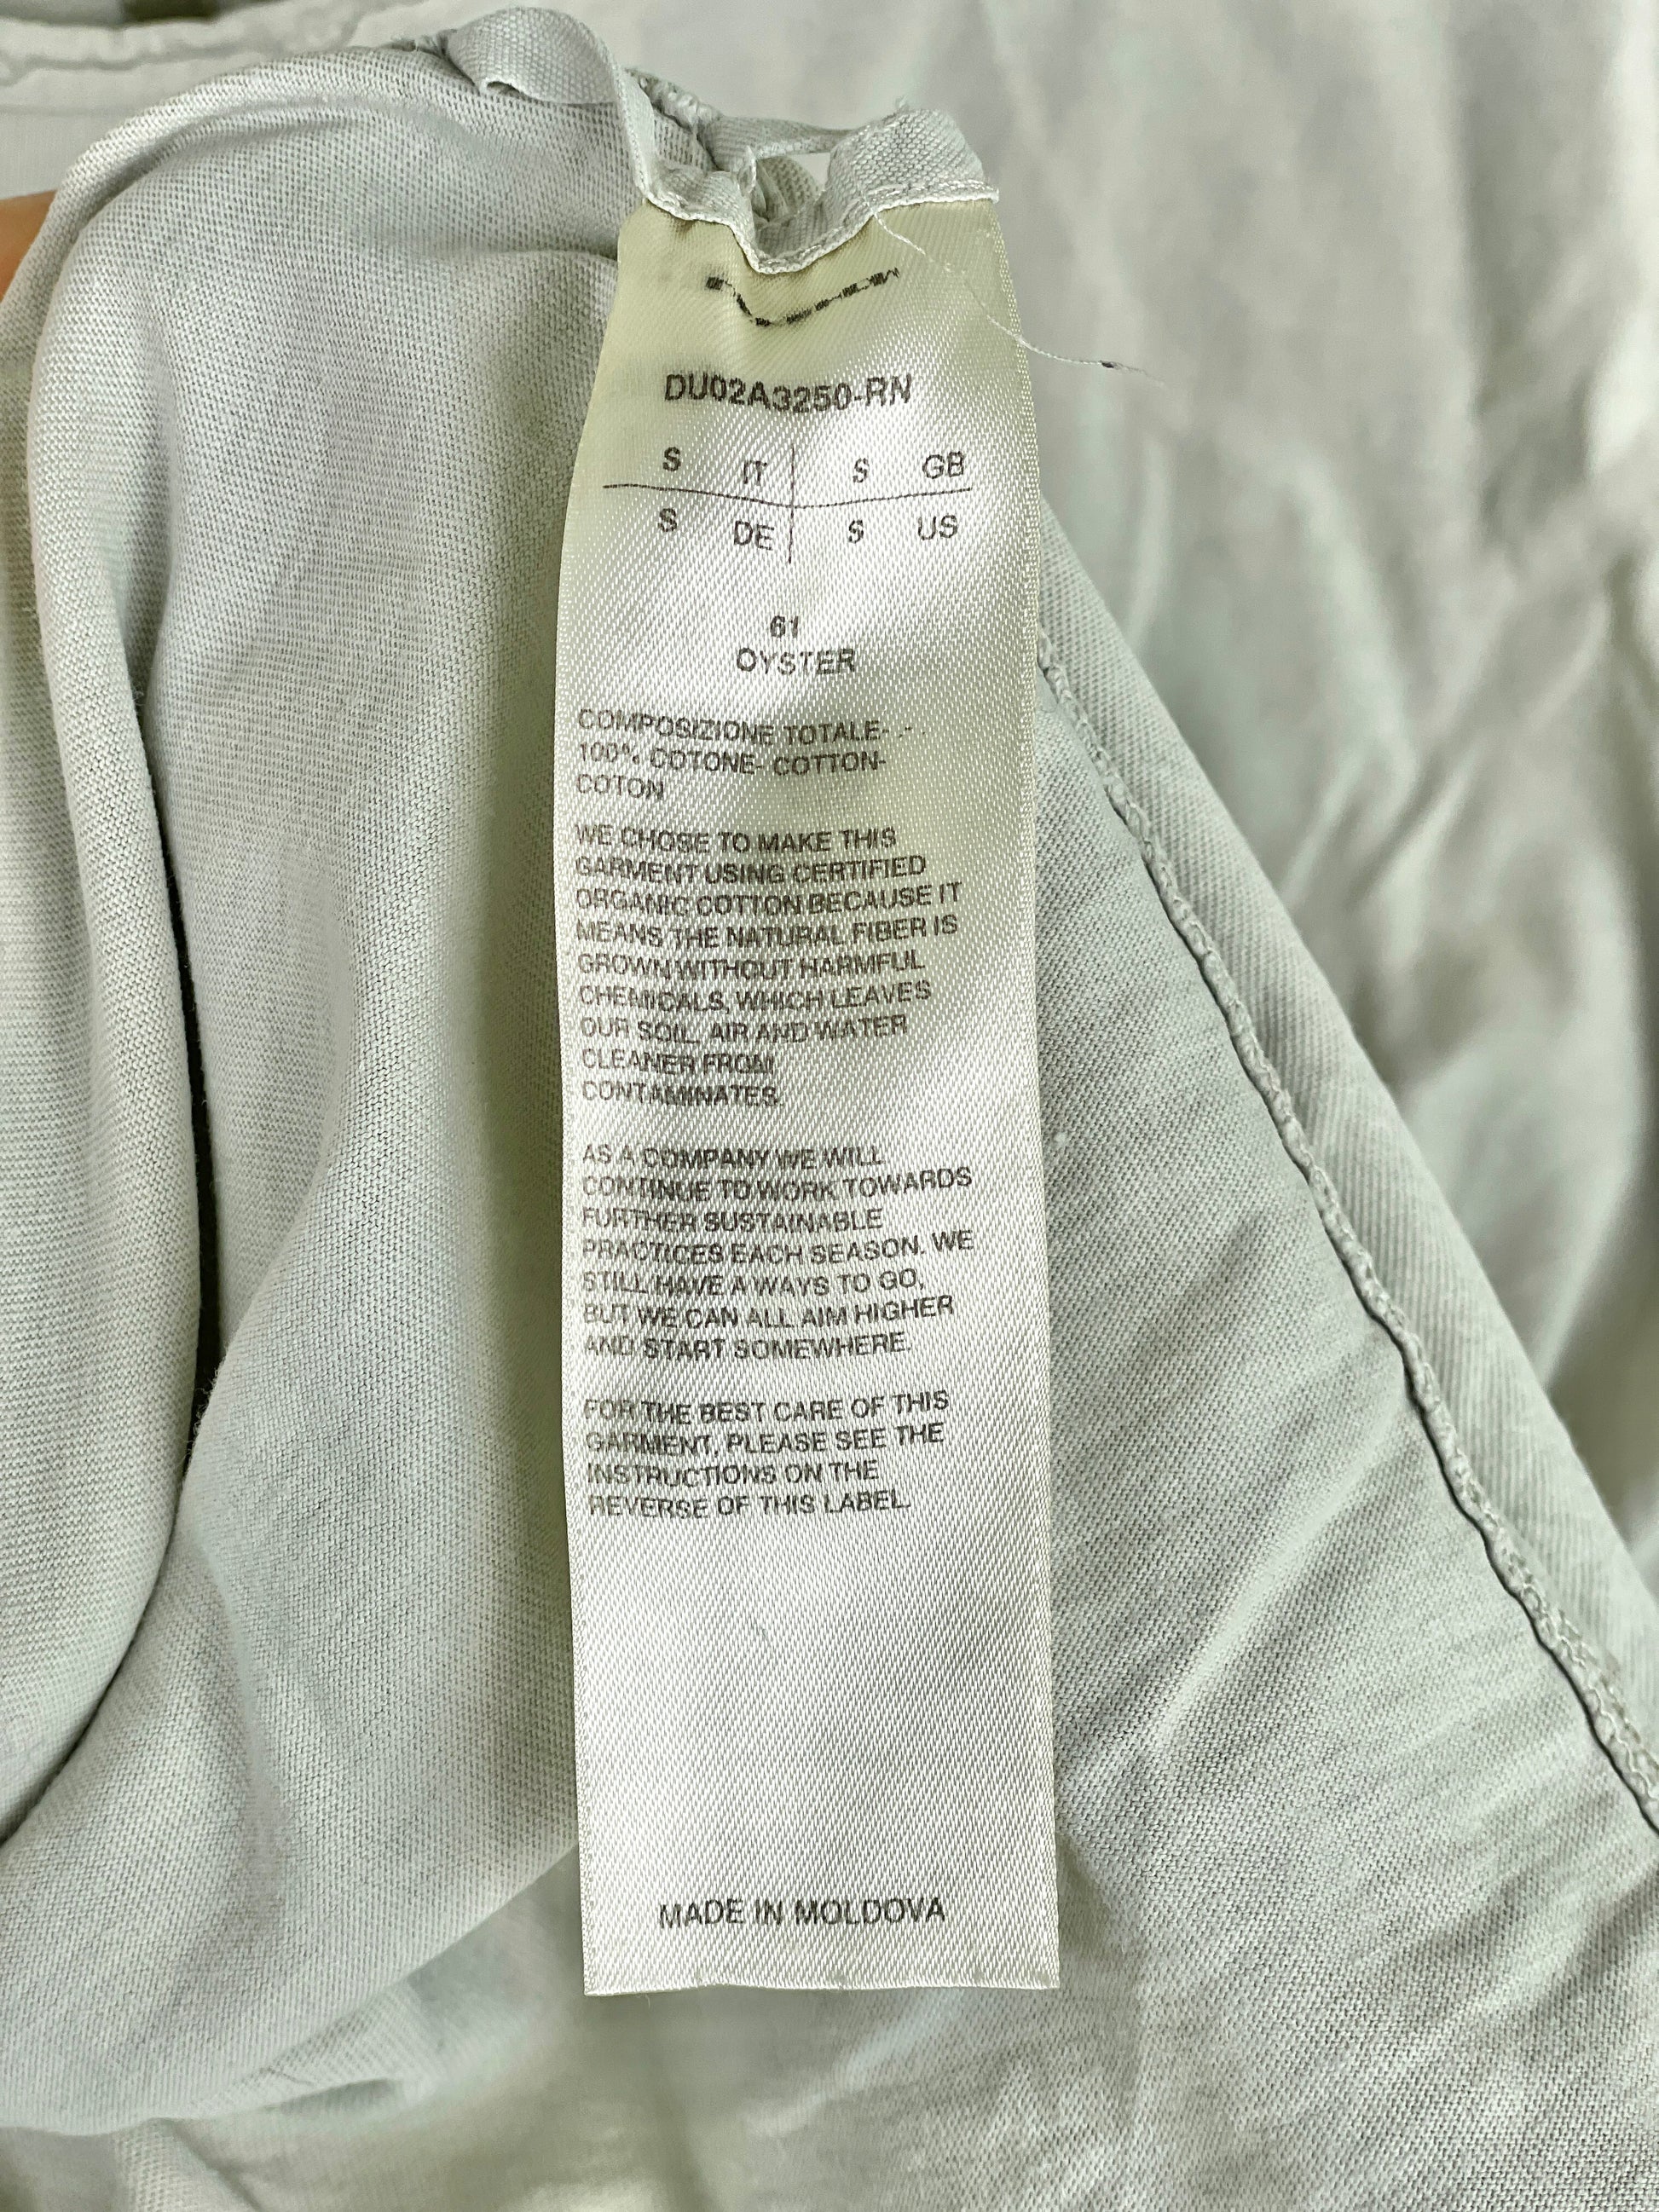 DU02A3250-RN
S IT S GB
S DE S US
61
OYSTER
COMPOSIZIONE TOTALE- .-
100% COTONE- COTTON-
COTON
WE CHOSE TO MAKE THIS
GARMENT USING CERTIFIED
ORGANIC COTTON BECAUSE IT
MEANS THE NATURAL FIBER IS
GROWN WITHOUT HARMFUL
CHEMICALS, WHICH LEAVES
OUR SOIL, AIR AND WATER
CLEANER FROM
CONTAMINATES.
AS A COMPANY WE WILL
CONTINUE TO WORK TOWARDS
FURTHER SUSTAINABLE
PRACTICES EACH SEASON. WE
STILL HAVE A WAYS TO GO,
BUT WE CAN ALL AIM HIGHER
AND START SOMEWHERE.
FOR THE BEST CARE OF THIS
GARMENT, PLEASE SEE THE
INSTRUCTIONS ON THE
REVERSE OF THIS LABEL.
MADE IN MOLDOVA